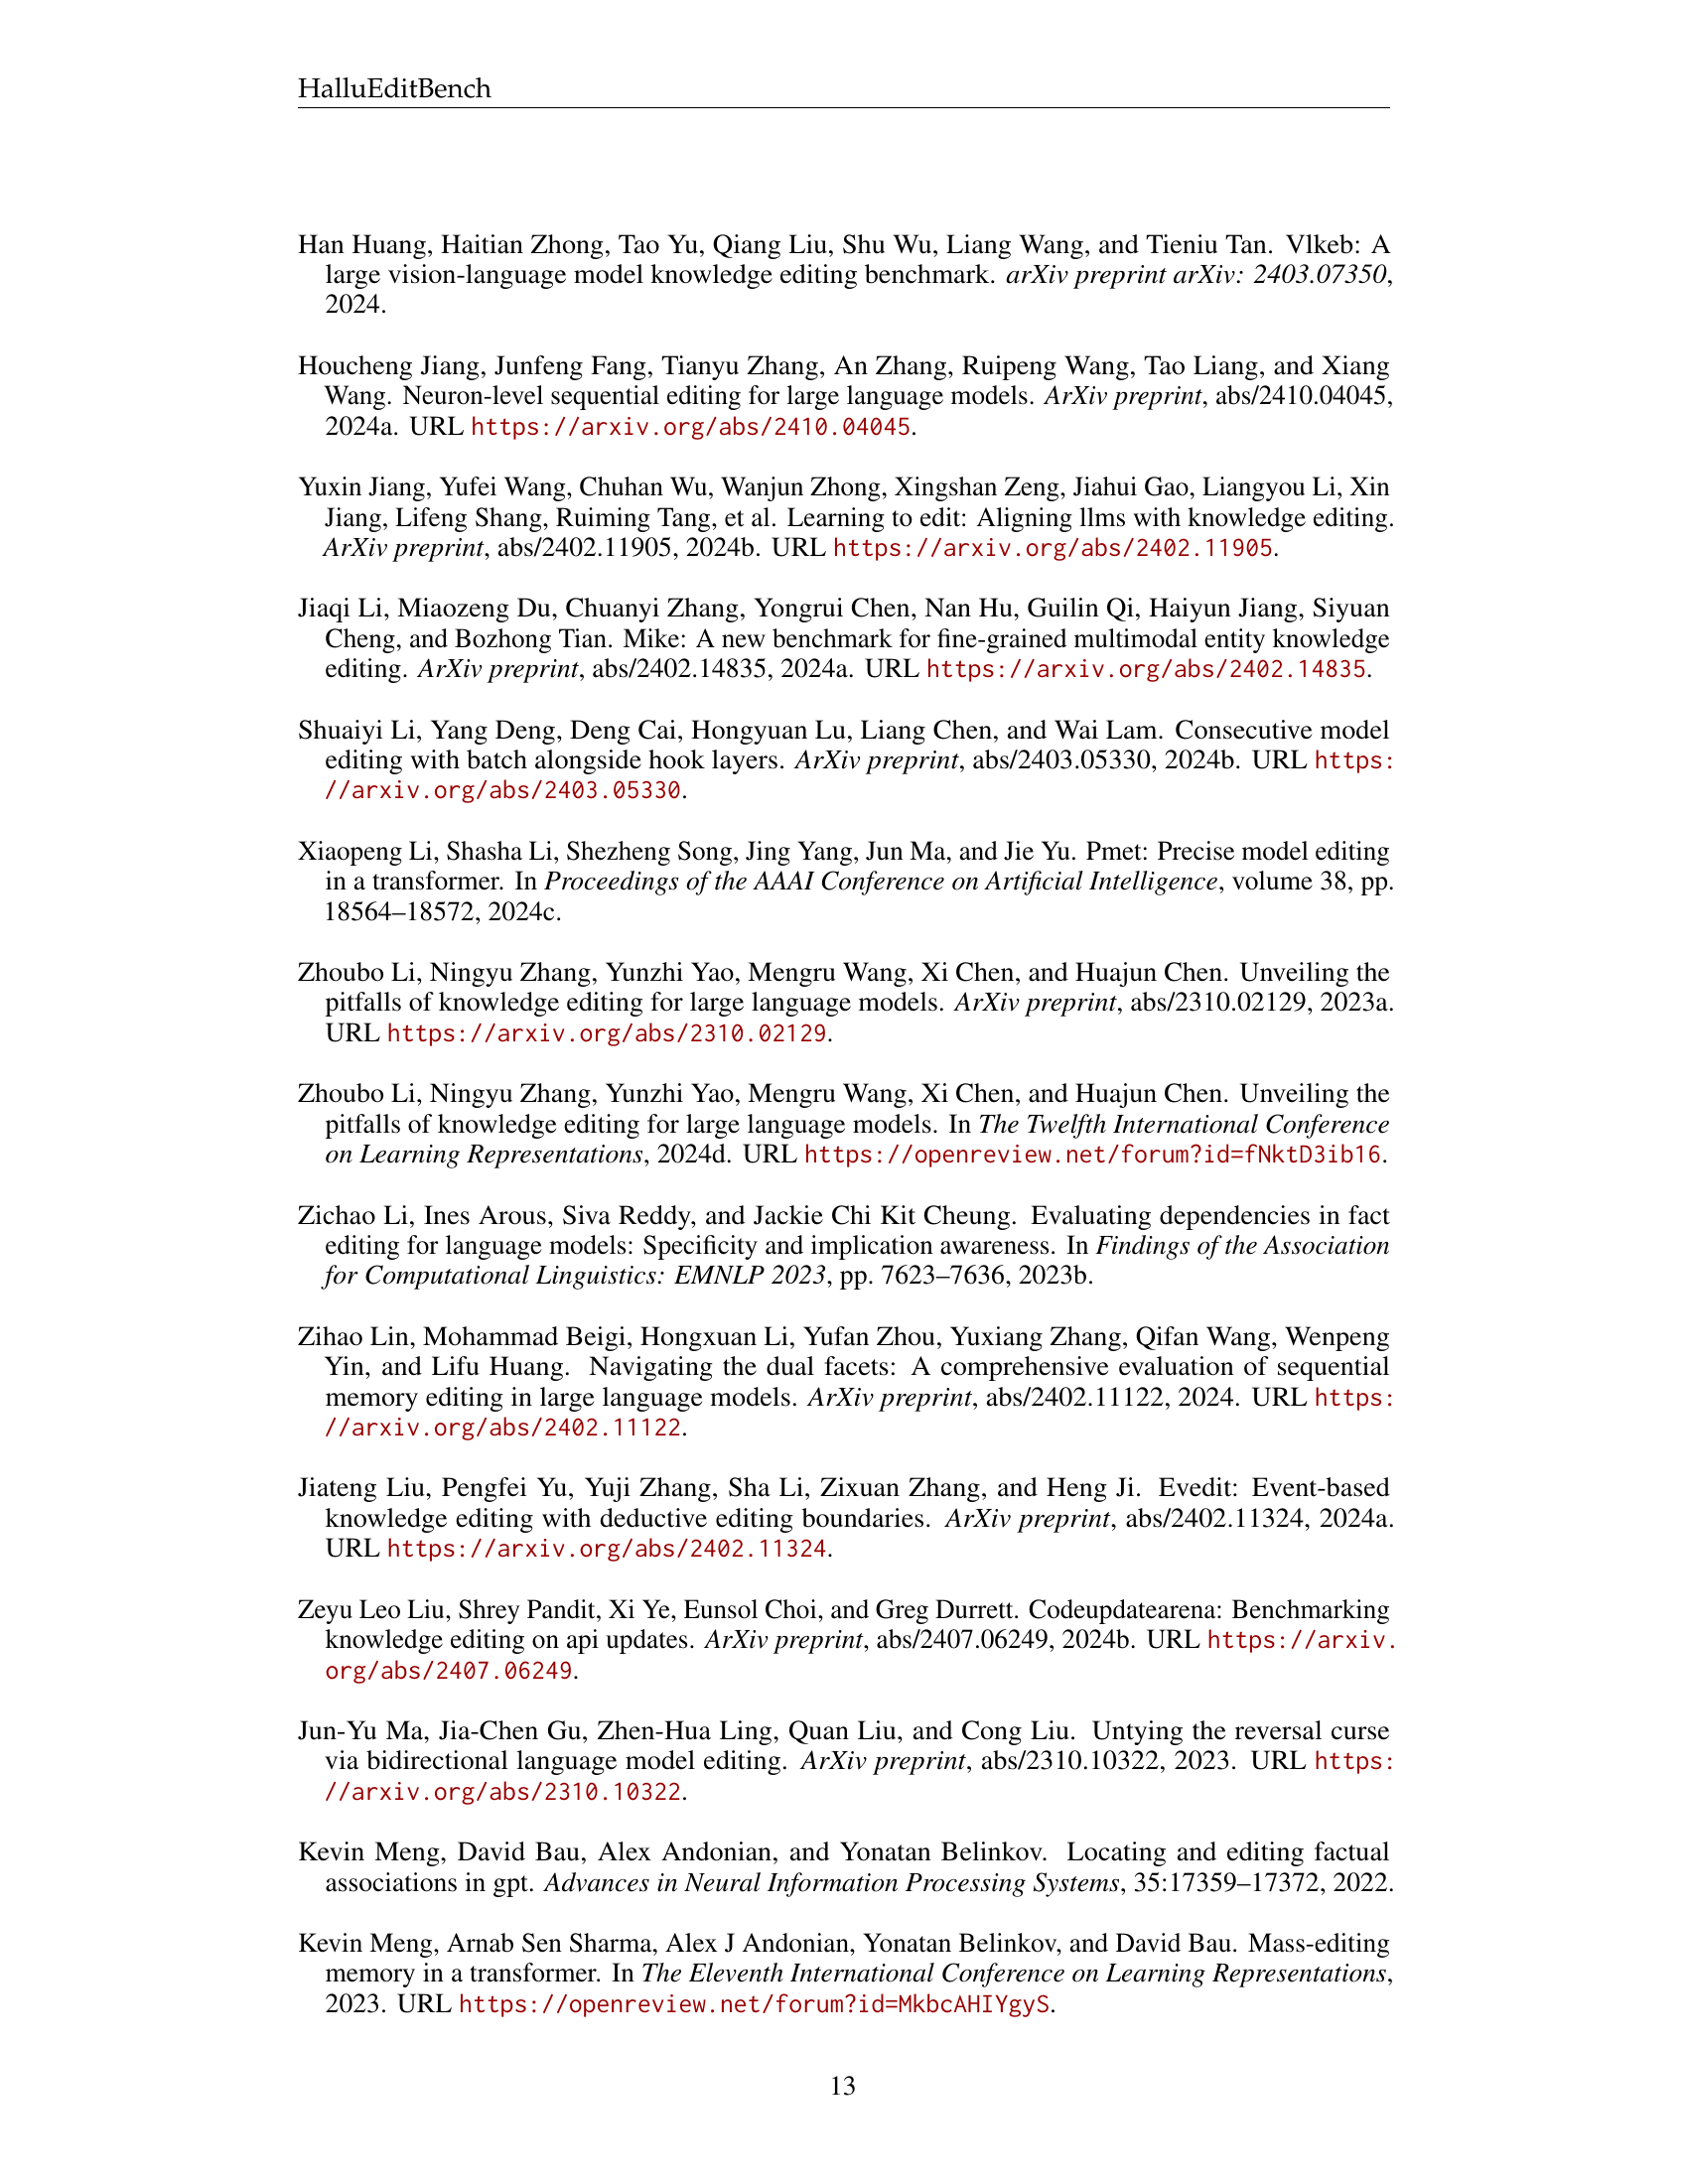 HalluEditBench
Han Huang, Haitian Zhong, Tao Yu, Qiang Liu, Shu Wu, Liang Wang, and Tieniu Tan. Vlkeb: A
large vision-language model knowledge editing benchmark. arXiv preprint arXiv: 2403.07350,
2024.
Houcheng Jiang, Junfeng Fang, Tianyu Zhang, An Zhang, Ruipeng Wang, Tao Liang, and Xiang
Wang. Neuron-level sequential editing for large language models. ArXiv preprint, abs/2410.04045,
2024a. URL https://arxiv.org/abs/2410.04045.
Yuxin Jiang, Yufei Wang, Chuhan Wu, Wanjun Zhong, Xingshan Zeng, Jiahui Gao, Liangyou Li, Xin
Jiang, Lifeng Shang, Ruiming Tang, et al. Learning to edit: Aligning llms with knowledge editing.
ArXiv preprint, abs/2402.11905, 2024b. URL https://arxiv.org/abs/2402.11905.
Jiaqi Li, Miaozeng Du, Chuanyi Zhang, Yongrui Chen, Nan Hu, Guilin Qi, Haiyun Jiang, Siyuan
Cheng, and Bozhong Tian. Mike: A new benchmark for fine-grained multimodal entity knowledge
editing. ArXiv preprint, abs/2402.14835, 2024a. URL https://arxiv.org/abs/2402.14835.
Shuaiyi Li, Yang Deng, Deng Cai, Hongyuan Lu, Liang Chen, and Wai Lam. Consecutive model
editing with batch alongside hook layers. ArXiv preprint, abs/2403.05330, 2024b. URL https:
//arxiv.org/abs/2403.05330.
Xiaopeng Li, Shasha Li, Shezheng Song, Jing Yang, Jun Ma, and Jie Yu. Pmet: Precise model editing
in a transformer. In Proceedings of the AAAI Conference on Artificial Intelligence, volume 38, pp.
18564–18572, 2024c.
Zhoubo Li, Ningyu Zhang, Yunzhi Yao, Mengru Wang, Xi Chen, and Huajun Chen. Unveiling the
pitfalls of knowledge editing for large language models. ArXiv preprint, abs/2310.02129, 2023a.
URL https://arxiv.org/abs/2310.02129.
Zhoubo Li, Ningyu Zhang, Yunzhi Yao, Mengru Wang, Xi Chen, and Huajun Chen. Unveiling the
pitfalls of knowledge editing for large language models. In The Twelfth International Conference
on Learning Representations, 2024d. URL https://openreview.net/forum?id=fNktD3ib16.
Zichao Li, Ines Arous, Siva Reddy, and Jackie Chi Kit Cheung. Evaluating dependencies in fact
editing for language models: Specificity and implication awareness. In Findings of the Association
for Computational Linguistics: EMNLP 2023, pp. 7623–7636, 2023b.
Zihao Lin, Mohammad Beigi, Hongxuan Li, Yufan Zhou, Yuxiang Zhang, Qifan Wang, Wenpeng
Yin, and Lifu Huang. Navigating the dual facets: A comprehensive evaluation of sequential
memory editing in large language models. ArXiv preprint, abs/2402.11122, 2024. URL https:
//arxiv.org/abs/2402.11122.
Jiateng Liu, Pengfei Yu, Yuji Zhang, Sha Li, Zixuan Zhang, and Heng Ji. Evedit: Event-based
knowledge editing with deductive editing boundaries. ArXiv preprint, abs/2402.11324, 2024a.
URL https://arxiv.org/abs/2402.11324.
Zeyu Leo Liu, Shrey Pandit, Xi Ye, Eunsol Choi, and Greg Durrett. Codeupdatearena: Benchmarking
knowledge editing on api updates. ArXiv preprint, abs/2407.06249, 2024b. URL https://arxiv.
org/abs/2407.06249.
Jun-Yu Ma, Jia-Chen Gu, Zhen-Hua Ling, Quan Liu, and Cong Liu. Untying the reversal curse
via bidirectional language model editing. ArXiv preprint, abs/2310.10322, 2023. URL https:
//arxiv.org/abs/2310.10322.
Kevin Meng, David Bau, Alex Andonian, and Yonatan Belinkov. Locating and editing factual
associations in gpt. Advances in Neural Information Processing Systems, 35:17359–17372, 2022.
Kevin Meng, Arnab Sen Sharma, Alex J Andonian, Yonatan Belinkov, and David Bau. Mass-editing
memory in a transformer. In The Eleventh International Conference on Learning Representations,
2023. URL https://openreview.net/forum?id=MkbcAHIYgyS.
13